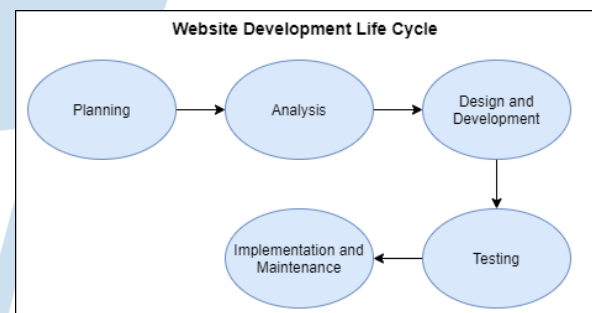 Website Development Life Cycle
Planning
Analysis
Design and
Development
Testing
Implementation and
Maintenance